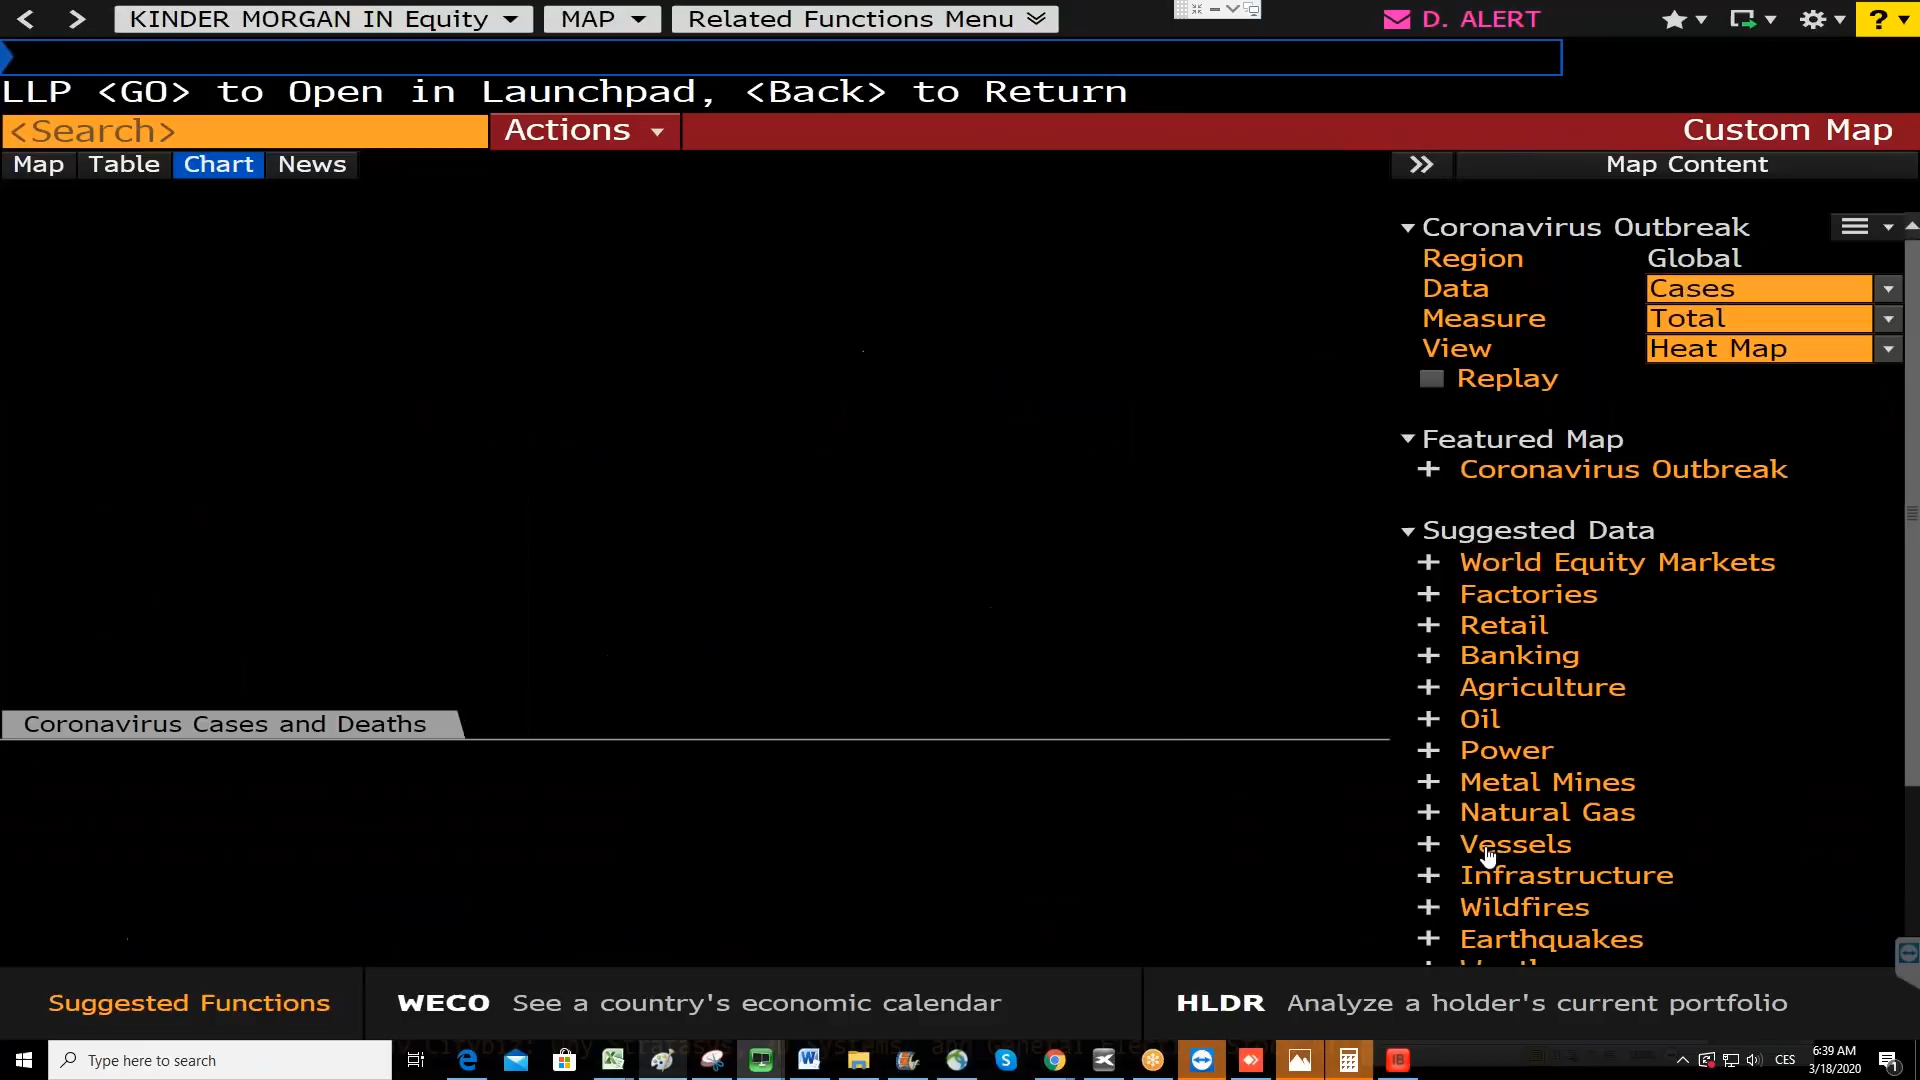 KINDER MORGAN IN Equity
MAP
Related Functions Menu
D. ALERT
?
LLP <GO> to Open in Launchpad, <Back> to Return
<Search>
Actions
Custom Map
Map
Table
Chart
News
Map Content
Coronavirus Outbreak
Region Global
Data Cases
Measure Total
View Heat Map
Replay
Featured Map
+ Coronavirus Outbreak
Suggested Data
+ World Equity Markets
+ Factories
+ Retail
+ Banking
+ Agriculture
+ Oil
+ Power
+ Metal Mines
+ Natural Gas
+ Vessels
+ Infrastructure
+ Wildfires
+ Earthquakes
Coronavirus Cases and Deaths
Suggested Functions
WECO See a country's economic calendar
HLDR Analyze a holder's current portfolio
Type here to search
IB
CES
6:39 AM
3/18/2020
1